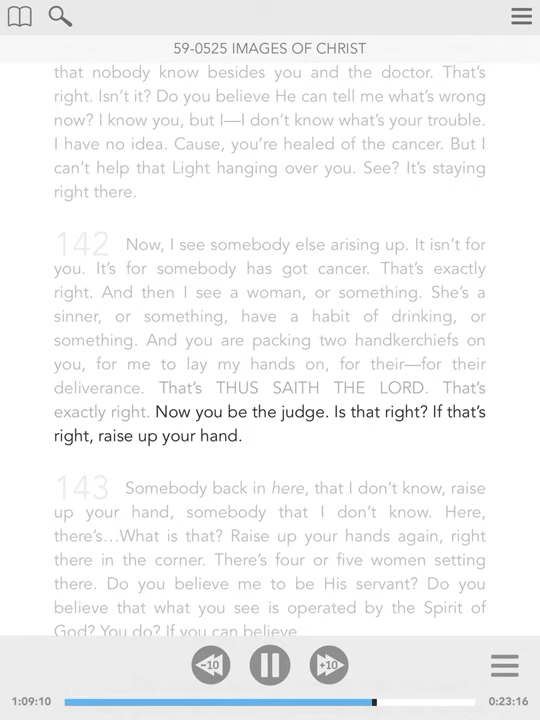 59-0525 IMAGES OF CHRIST
that nobody know besides you and the doctor. That’s
right. Isn’t it? Do you believe He can tell me what’s wrong
now? I know you, but I—I don’t know what’s your trouble.
I have no idea. Cause, you’re healed of the cancer. But I
can’t help that Light hanging over you. See? It’s staying
right there.
142 Now, I see somebody else arising up. It isn’t for
you. It’s for somebody has got cancer. That’s exactly
right. And then I see a woman, or something. She’s a
sinner, or something, have a habit of drinking, or
something. And you are packing two handkerchiefs on
you, for me to lay my hands on, for their—for their
deliverance. That’s THUS SAITH THE LORD. That’s
exactly right. Now you be the judge. Is that right? If that’s
right, raise up your hand.
143 Somebody back in here, that I don’t know, raise
up your hand, somebody that I don’t know. Here,
there’s…What is that? Raise up your hands again, right
there in the corner. There’s four or five women setting
there. Do you believe me to be His servant? Do you
believe that what you see is operated by the Spirit of
God? You do? If you can believe
-10
+10
1:09:10
0:23:16